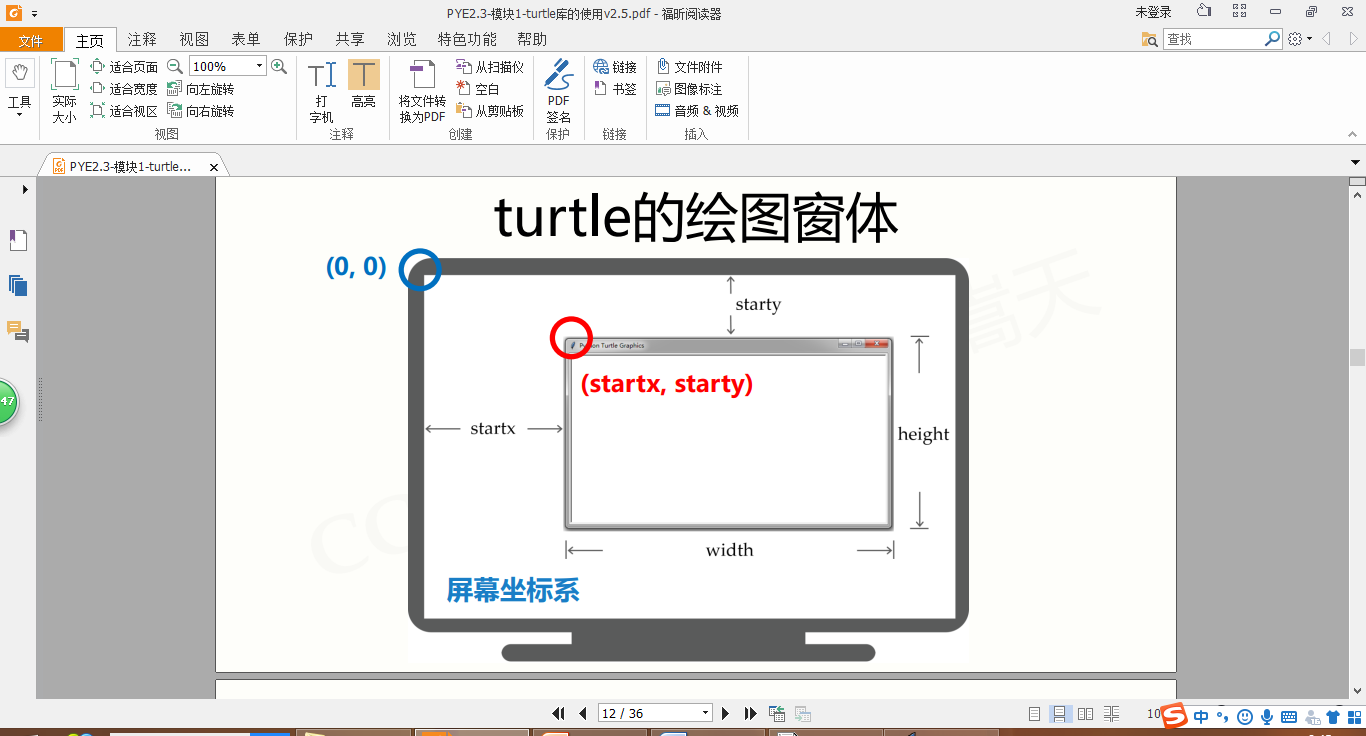 PYE2.3-模块1-turtle库的使用v2.5.pdf - 福昕阅读器
未登录
文件 主页 注释 视图 表单 保护 共享 浏览 特色功能 帮助
查找
工具
实际
大小
适合页面
适合宽度
适合视区
100%
向左旋转
向右旋转
视图
打
字机
高亮
注释
将文件转
换为PDF
从扫描仪
空白
从剪贴板
创建
PDF
签名
保护
链接
书签
链接
文件附件
图像标注
音频 & 视频
插入
PYE2.3-模块1-turtle...
47
turtle的绘图窗体
(0, 0)
starty
Python Turtle Graphics
(startx, starty)
startx
height
width
屏幕坐标系
嵩天
12 / 36
中